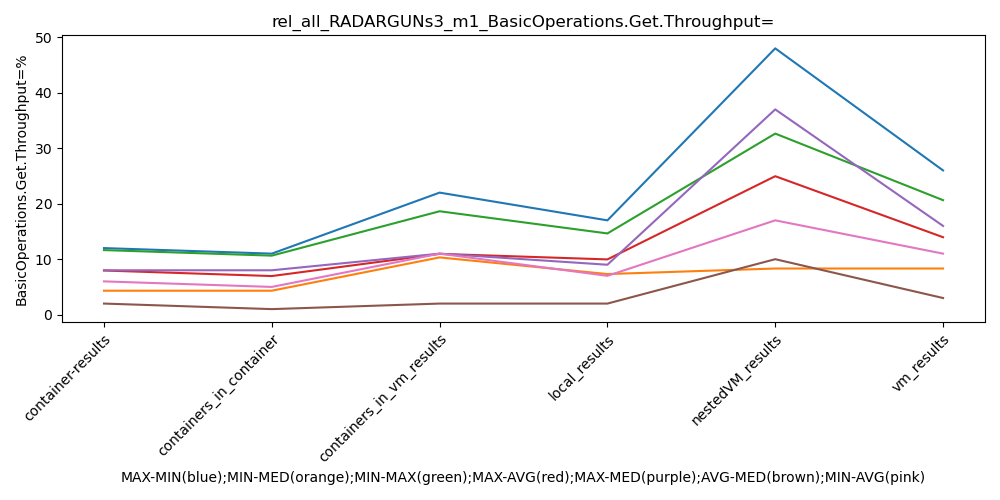 rel_all_RADARGUNs3_m1_BasicOperations.Get.Throughput=
BasicOperations.Get.Throughput=%
50
40
30
20
10
0
container-results
containers_in_container
containers_in_vm_results
local_results
nestedVM_results
vm_results
MAX-MIN(blue);MIN-MED(orange);MIN-MAX(green);MAX-AVG(red);MAX-MED(purple);AVG-MED(brown);MIN-AVG(pink)